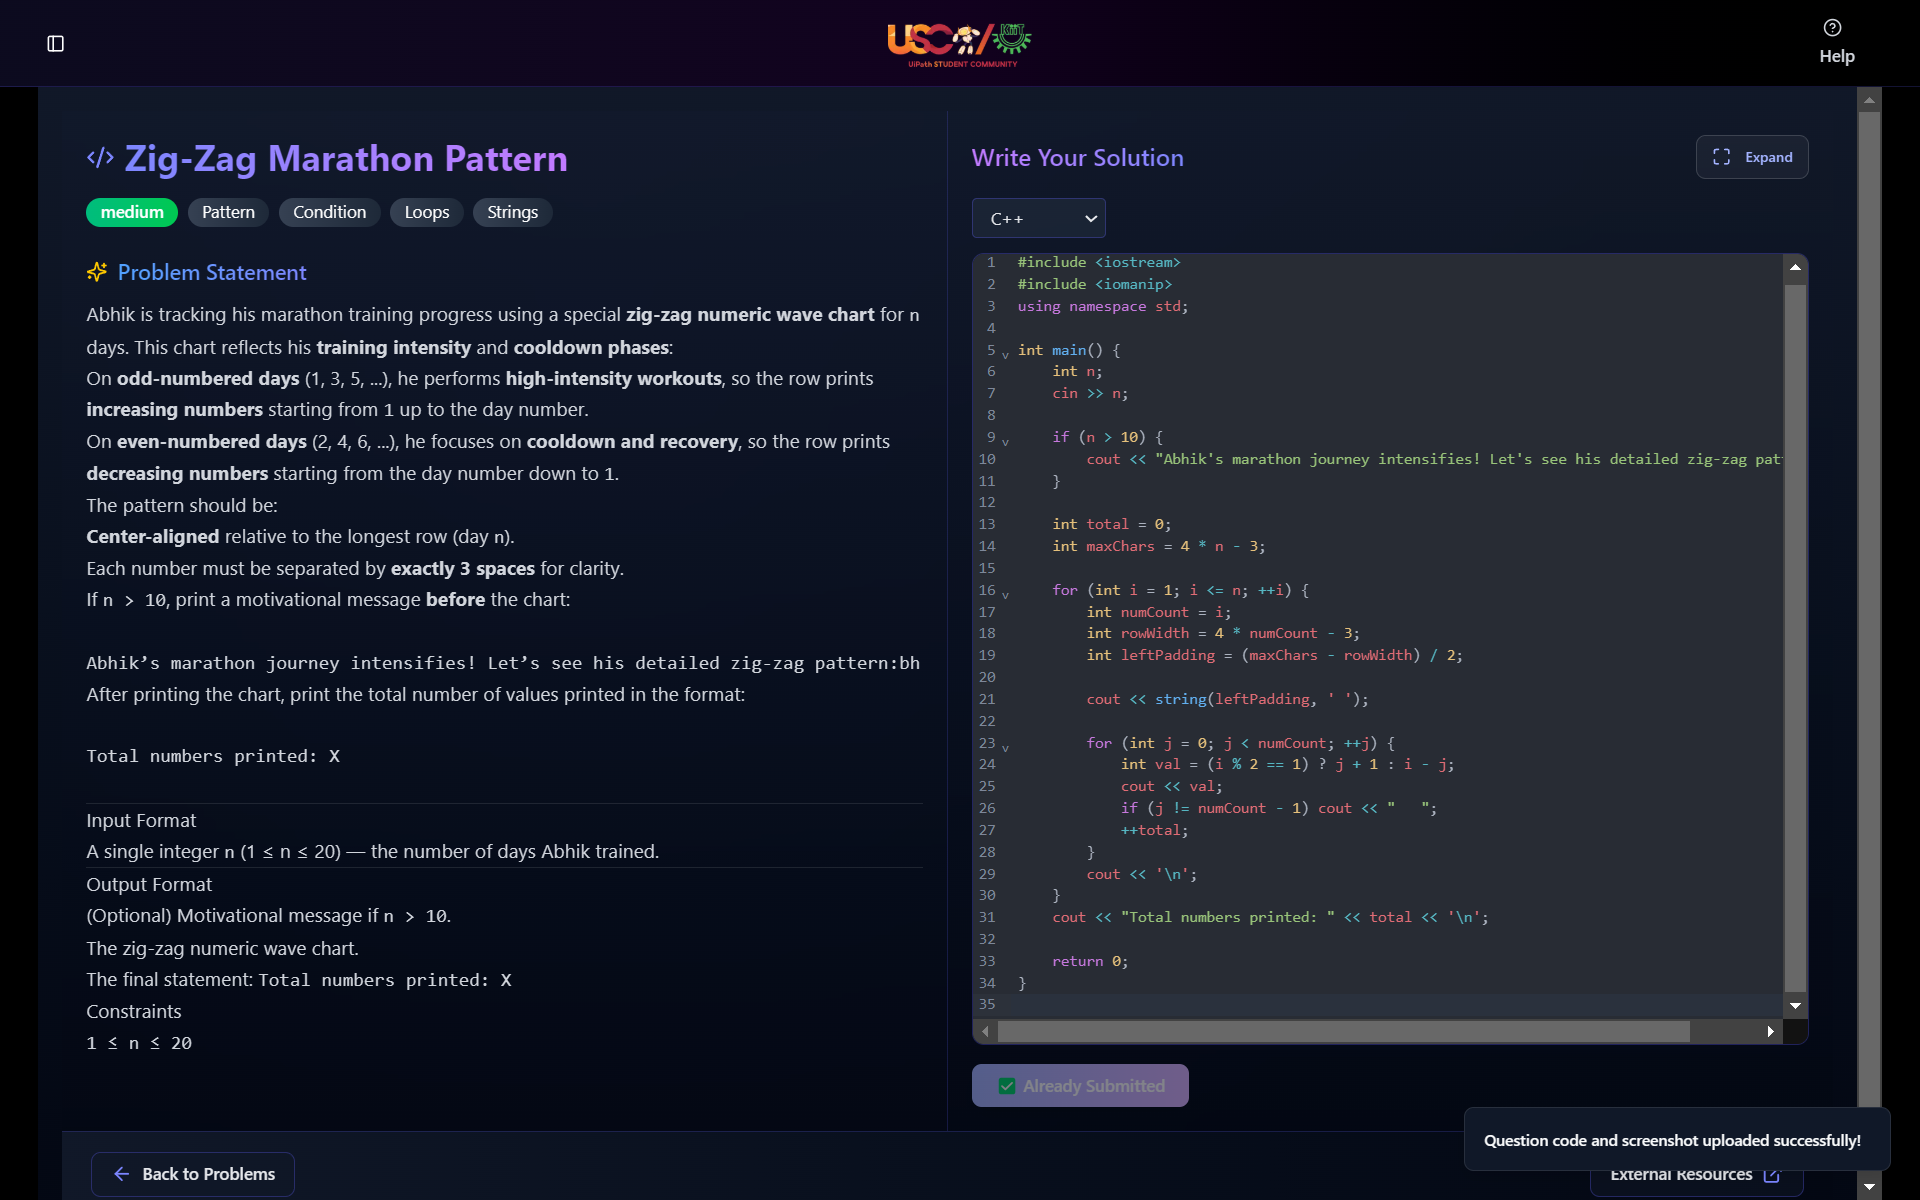 USC/KIIT
UiPath STUDENT COMMUNITY
Help
</> Zig-Zag Marathon Pattern
medium Pattern Condition Loops Strings
Problem Statement
Abhik is tracking his marathon training progress using a special zig-zag numeric wave chart for n
days. This chart reflects his training intensity and cooldown phases:
On odd-numbered days (1, 3, 5, ...), he performs high-intensity workouts, so the row prints
increasing numbers starting from 1 up to the day number.
On even-numbered days (2, 4, 6, ...), he focuses on cooldown and recovery, so the row prints
decreasing numbers starting from the day number down to 1.
The pattern should be:
Center-aligned relative to the longest row (day n).
Each number must be separated by exactly 3 spaces for clarity.
If n > 10, print a motivational message before the chart:
Abhik’s marathon journey intensifies! Let’s see his detailed zig-zag pattern:bh
After printing the chart, print the total number of values printed in the format:
Total numbers printed: X
Input Format
A single integer n (1 ≤ n ≤ 20) — the number of days Abhik trained.
Output Format
(Optional) Motivational message if n > 10.
The zig-zag numeric wave chart.
The final statement: Total numbers printed: X
Constraints
1 ≤ n ≤ 20
Write Your Solution
Expand
C++
1 #include <iostream>
2 #include <iomanip>
3 using namespace std;
4
5 int main() {
6     int n;
7     cin >> n;
8
9     if (n > 10) {
10         cout << "Abhik's marathon journey intensifies! Let's see his detailed zig-zag pat
11     }
12
13     int total = 0;
14     int maxChars = 4 * n - 3;
15
16     for (int i = 1; i <= n; ++i) {
17         int numCount = i;
18         int rowWidth = 4 * numCount - 3;
19         int leftPadding = (maxChars - rowWidth) / 2;
20
21         cout << string(leftPadding, ' ');
22
23         for (int j = 0; j < numCount; ++j) {
24             int val = (i % 2 == 1) ? j + 1 : i - j;
25             cout << val;
26             if (j != numCount - 1) cout << "   ";
27             ++total;
28         }
29         cout << '\n';
30     }
31     cout << "Total numbers printed: " << total << '\n';
32
33     return 0;
34 }
35
Already Submitted
Question code and screenshot uploaded successfully!
Back to Problems
External Resources